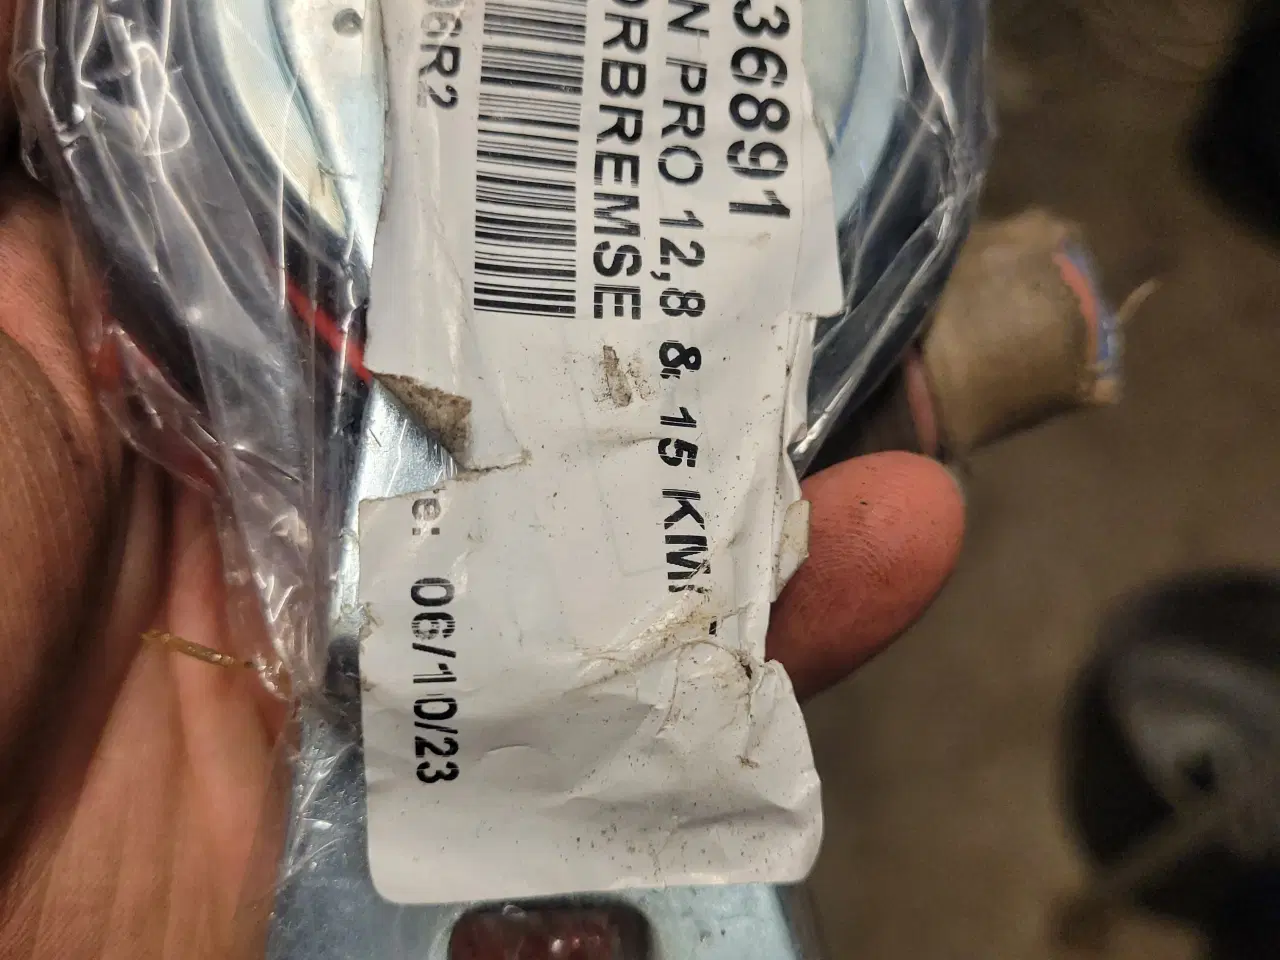 36891
N PRO 12,8 & 15 KM
ORBREMSE
06R2
e: 06/10/23